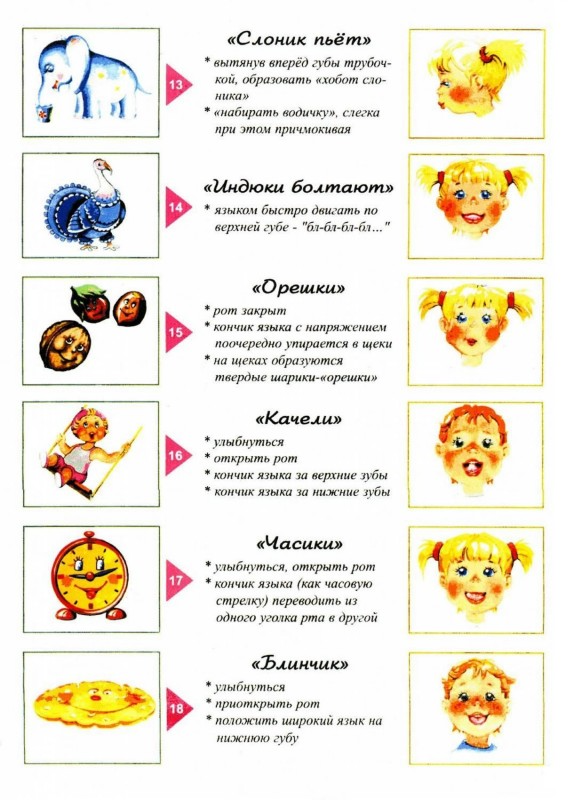 «Слоник пьёт»
13
* вытянув вперёд губы трубоч-
кой, образовать «хобот сло-
ника»
* «набирать водичку», слегка
при этом причмокивая
«Индюки болтают»
14
* языком быстро двигать по
верхней губе - "бл-бл-бл-бл..."
«Орешки»
15
* рот закрыт
* кончик языка с напряжением
поочередно упирается в щеки
* на щеках образуются
твердые шарики-«орешки»
«Качели»
16
* улыбнуться
* открыть рот
* кончик языка за верхние зубы
* кончик языка за нижние зубы
«Часики»
17
* улыбнуться, открыть рот
* кончик языка (как часовую
стрелку) переводить из
одного уголка рта в другой
«Блинчик»
18
* улыбнуться
* приоткрыть рот
* положить широкий язык на
нижнюю губу